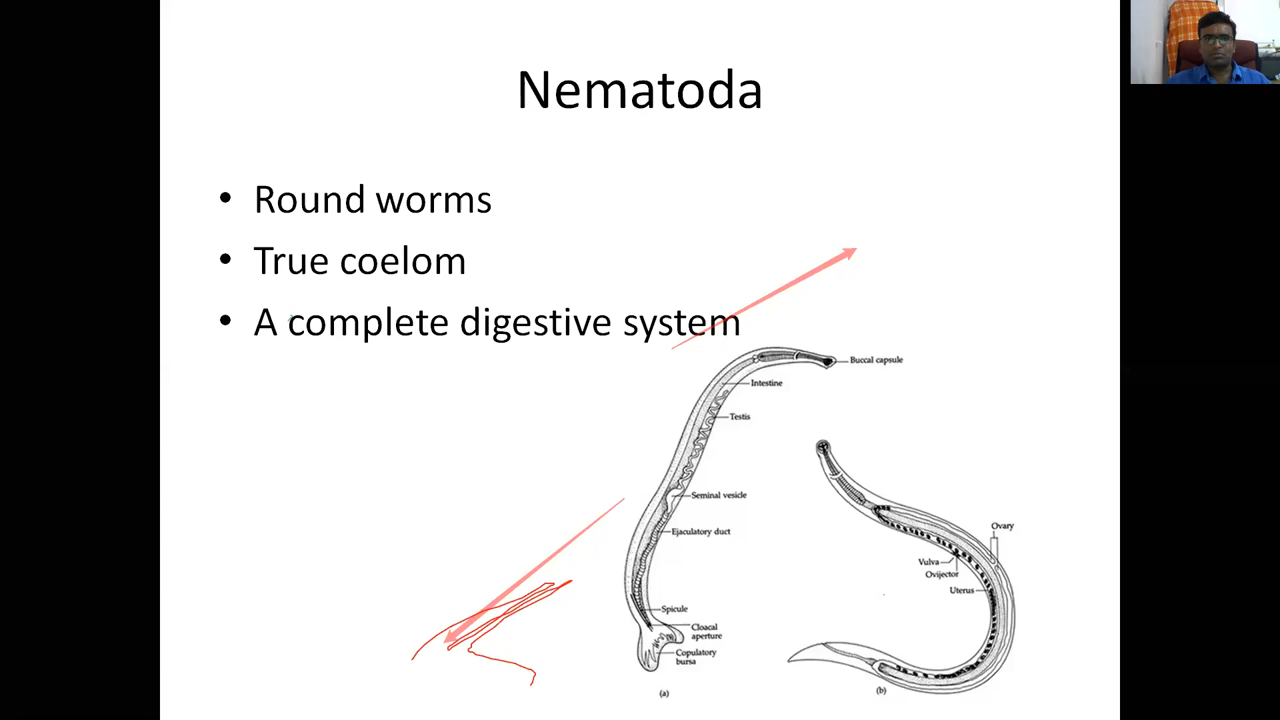 Nematoda
• Round worms
• True coelom
• A complete digestive system
Buccal capsule
Intestine
Testis
Seminal vesicle
Ejaculatory duct
Spicule
Cloacal
aperture
Copulatory
bursa
(a)
Ovary
Vulva
Ovijector
Uterus
(b)